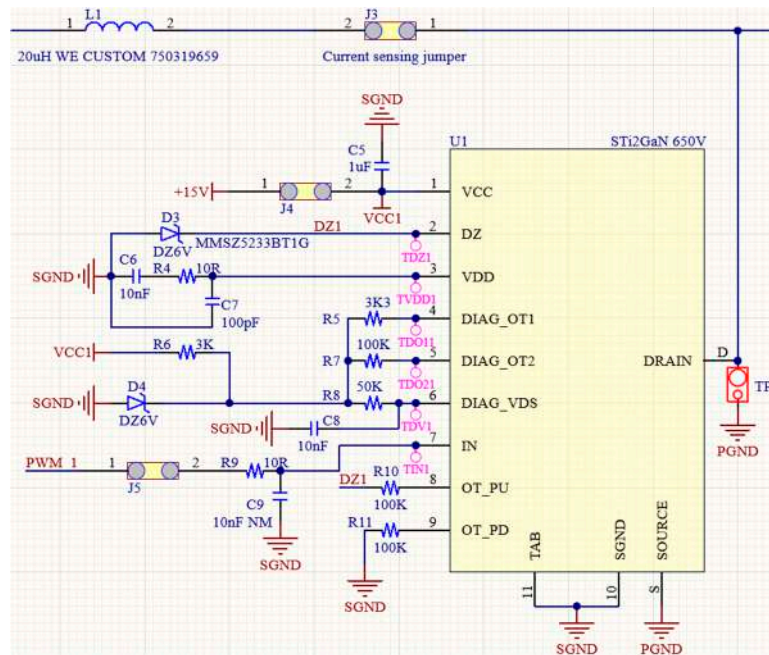 L1
1 2
20uH WE CUSTOM 750319659
2 J3 1
Current sensing jumper
SGND
C5
1uF
U1
STi2GaN 650V
+15V
1 2
J4
VCC1
1
VCC
D3
DZ1
2
DZ
DZ6V
MMSZ5233BT1G
TDZ1
SGND
C6
10nF
R4 10R
3
VDD
TVDD1
C7
100pF
R5
3K3
4
DIAG_OT1
TDO11
VCC1
R6
3K
R7
100K
5
DIAG_OT2
TDO21
DRAIN
D
TP
PGND
SGND
D4
DZ6V
R8
50K
6
DIAG_VDS
TDV1
SGND
C8
10nF
7
IN
TIN1
PWM_1
1 2
J5
R9 10R
C9
10nF NM
SGND
DZ1
R10
100K
8
OT_PU
R11
100K
9
OT_PD
SGND
TAB
SGND
SOURCE
11
10
S
SGND
PGND